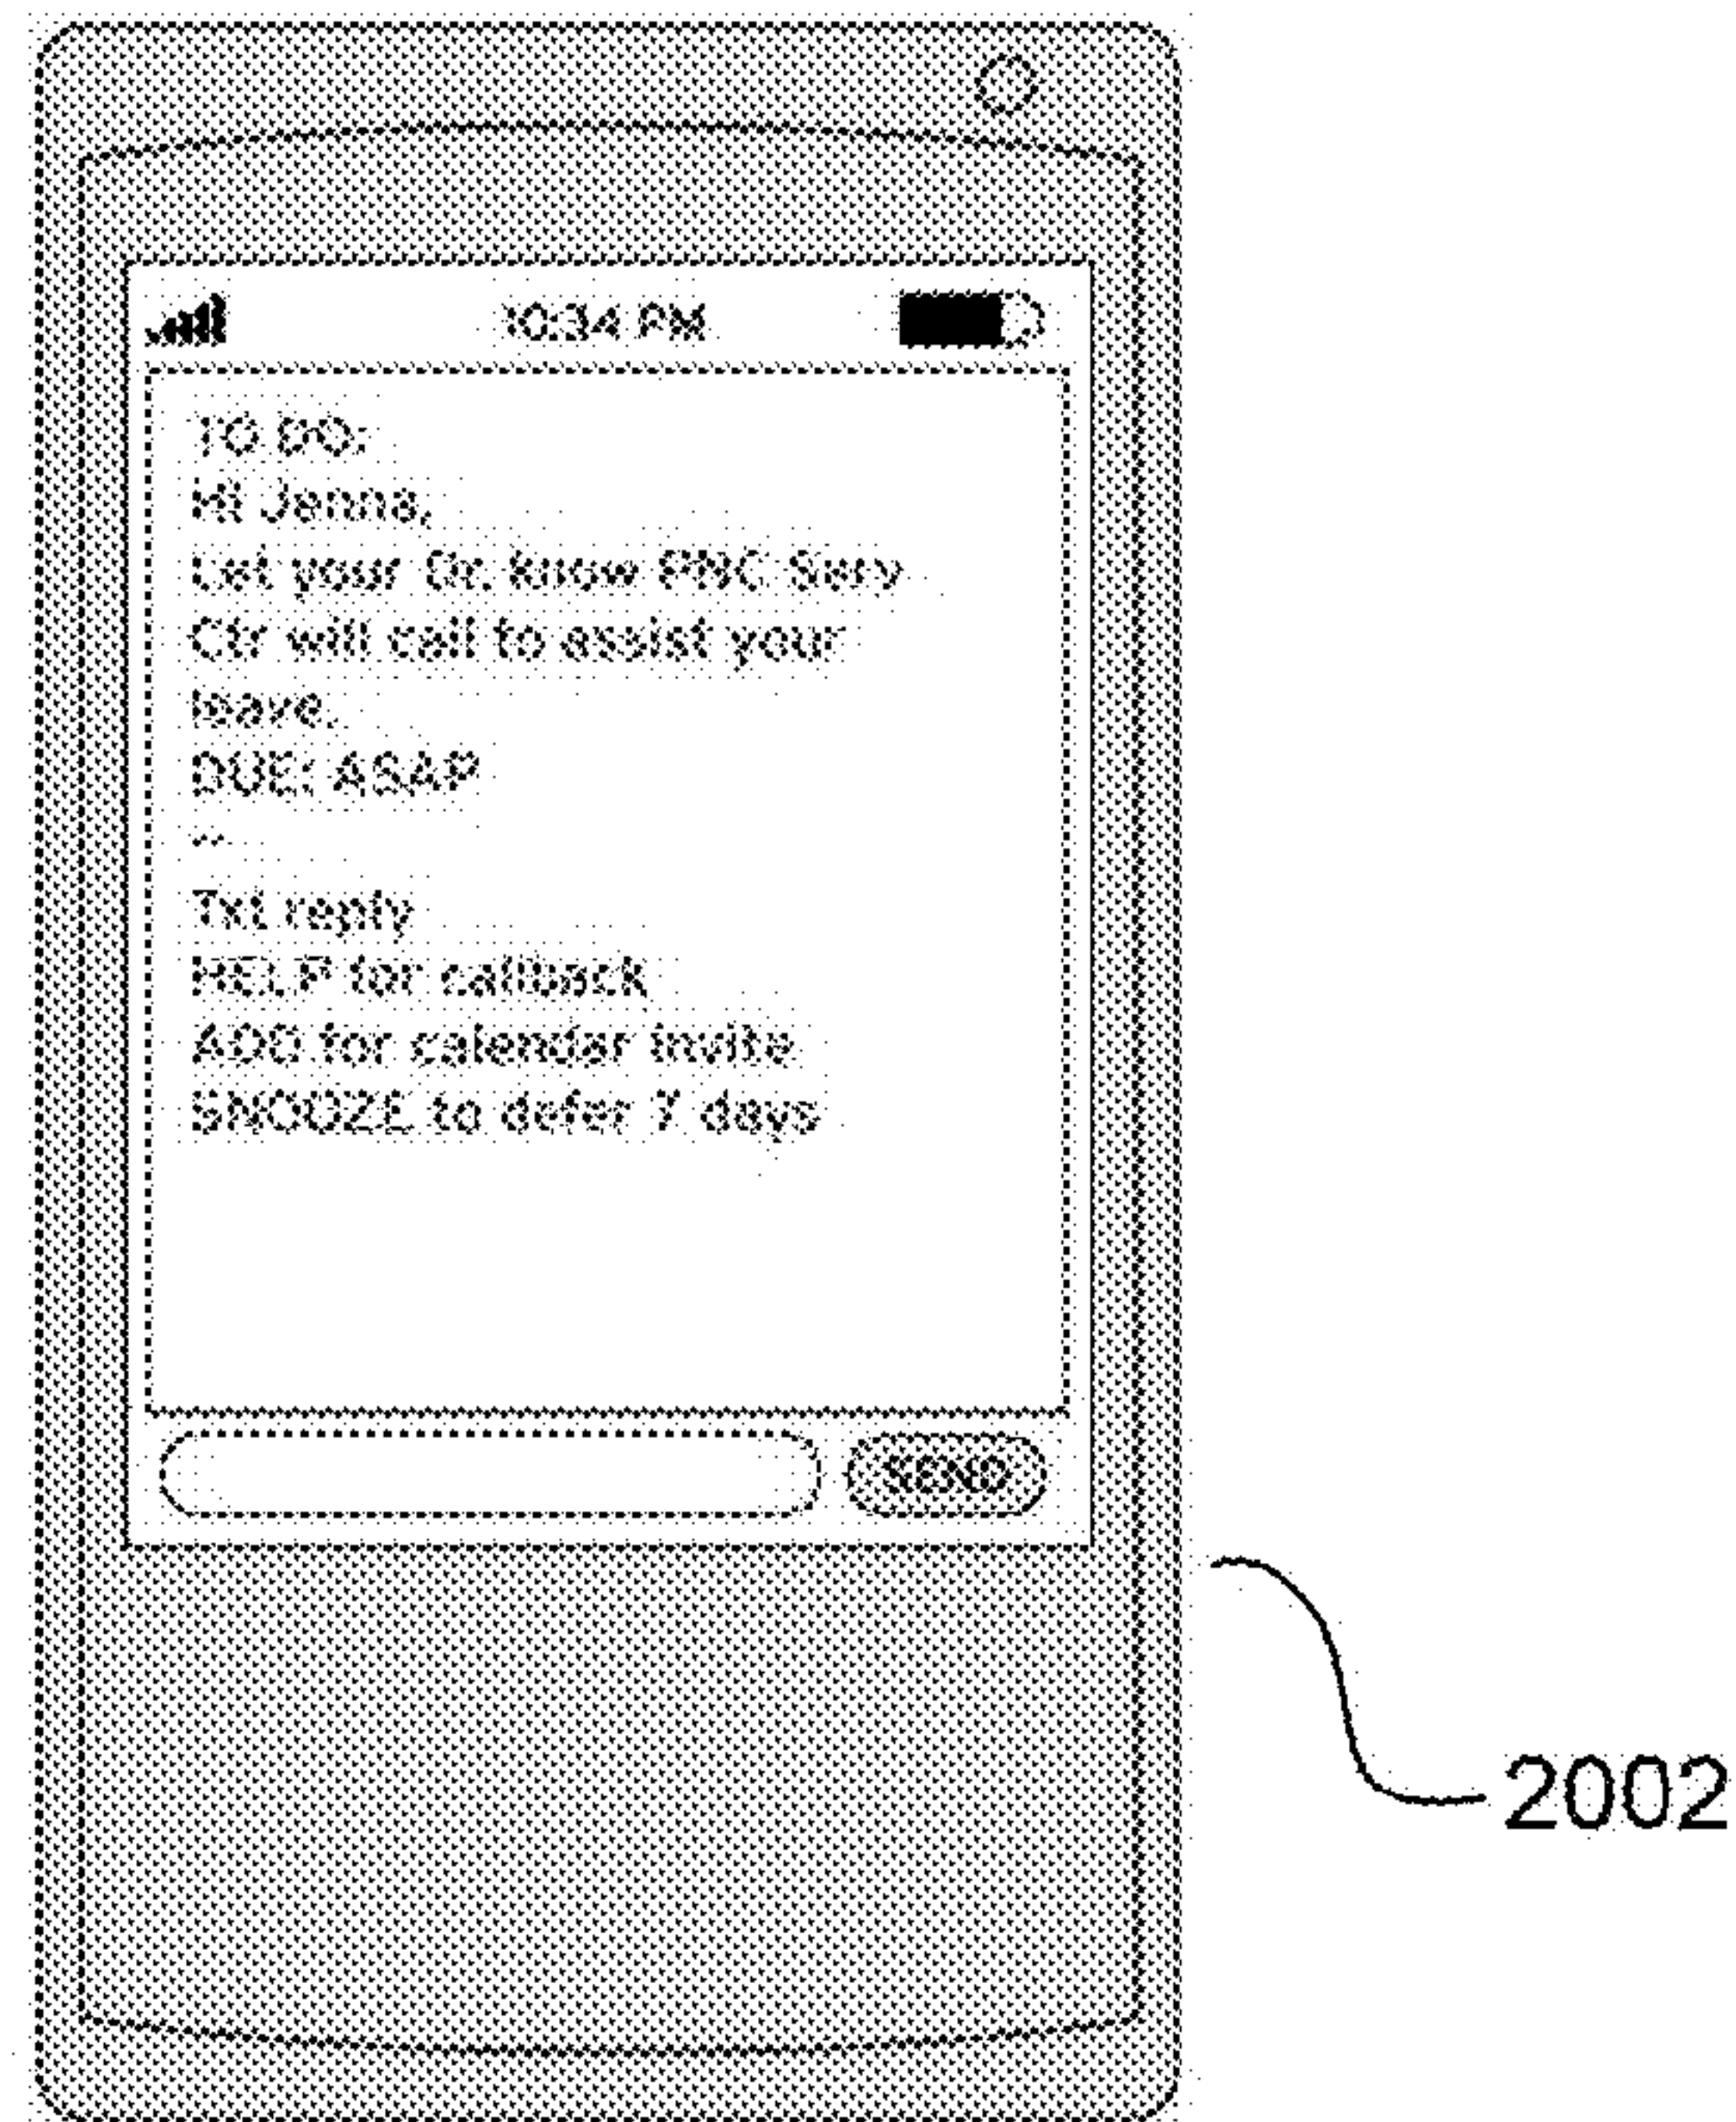 10:34 PM
TO DO:
Hi Jenna,
Let your Dr. know PNC Serv
Ctr will call to assist your
leave.
DUE: ASAP
--
Txt reply
HELP for callback
ADD for calendar invite
SNOOZE to defer 7 days
SEND
2002